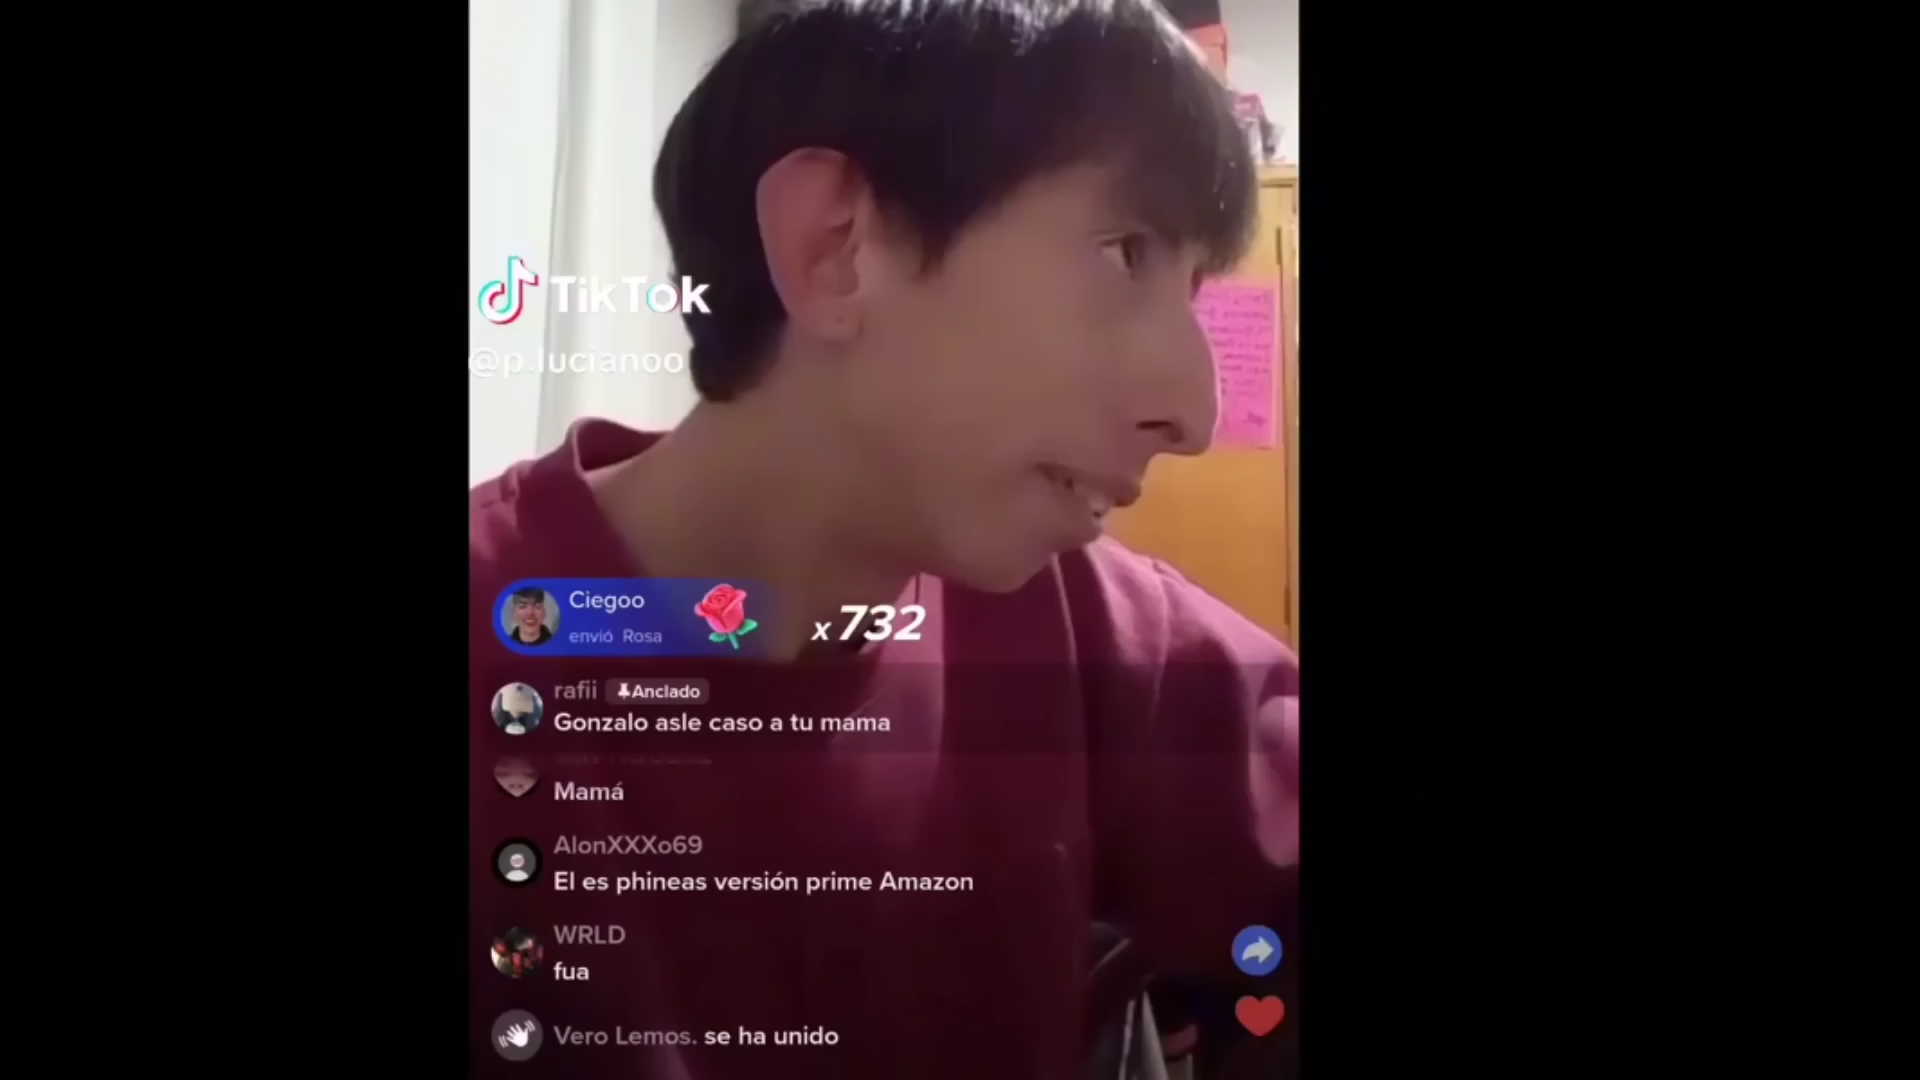 TikTok
@p.lucianoo
Ciegoo
envió Rosa
x 732
rafii Anclado
Gonzalo asle caso a tu mama
Mamá
AlonXXXo69
El es phineas versión prime Amazon
WRLD
fua
Vero Lemos. se ha unido